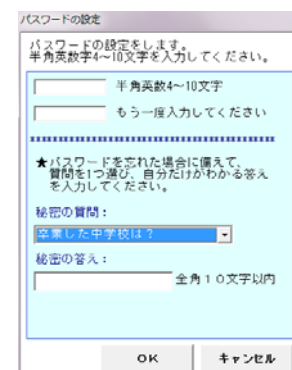 パスワードの設定
パスワードの設定をします。
半角英数字4～10文字を入力してください。
半角英数4～10文字
もう一度入力してください
★パスワードを忘れた場合に備えて、
質問を1つ選び、自分だけがわかる答え
を入力してください。
秘密の質問：
卒業した中学校は？
秘密の答え：
全角１０文字以内
OK
キャンセル